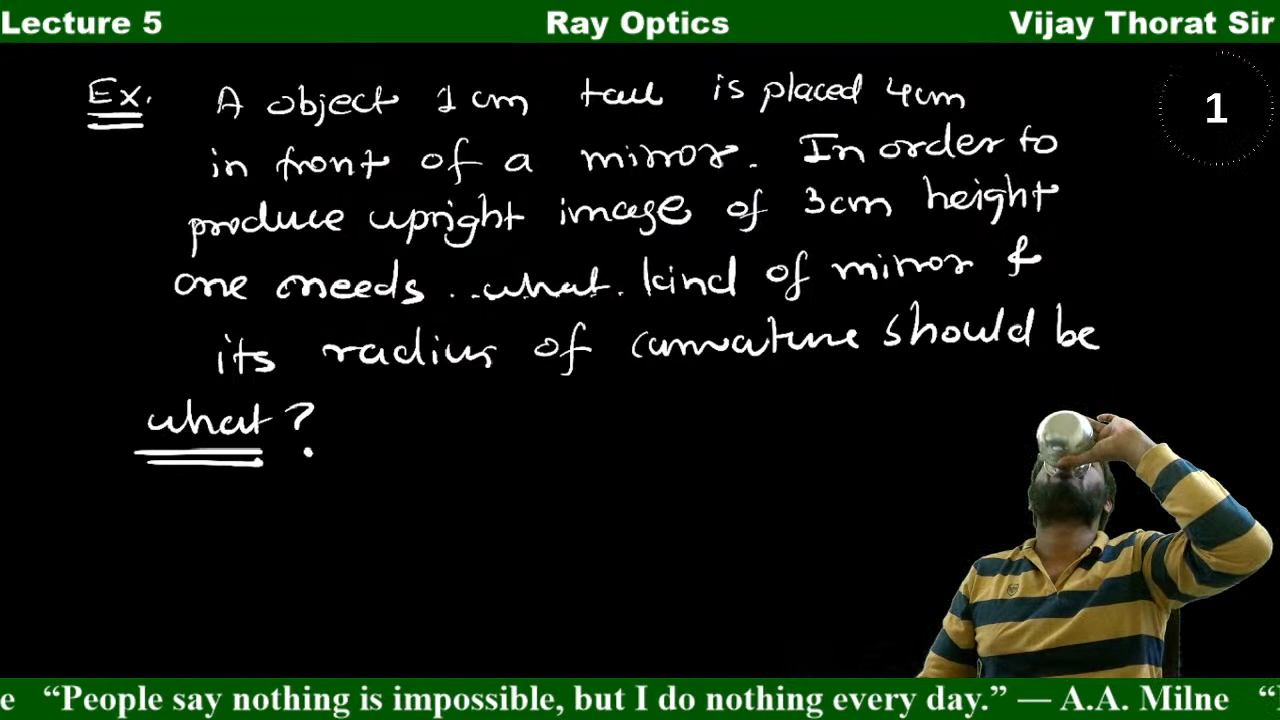 Lecture 5 Ray Optics Vijay Thorat Sir
1
Ex. A object 1 cm tall is placed 4cm
in front of a mirror. In order to
produce upright image of 3cm height
one needs ..what. kind of mirror &
its radius of curvature should be
what?
e “People say nothing is impossible, but I do nothing every day.” — A.A. Milne “